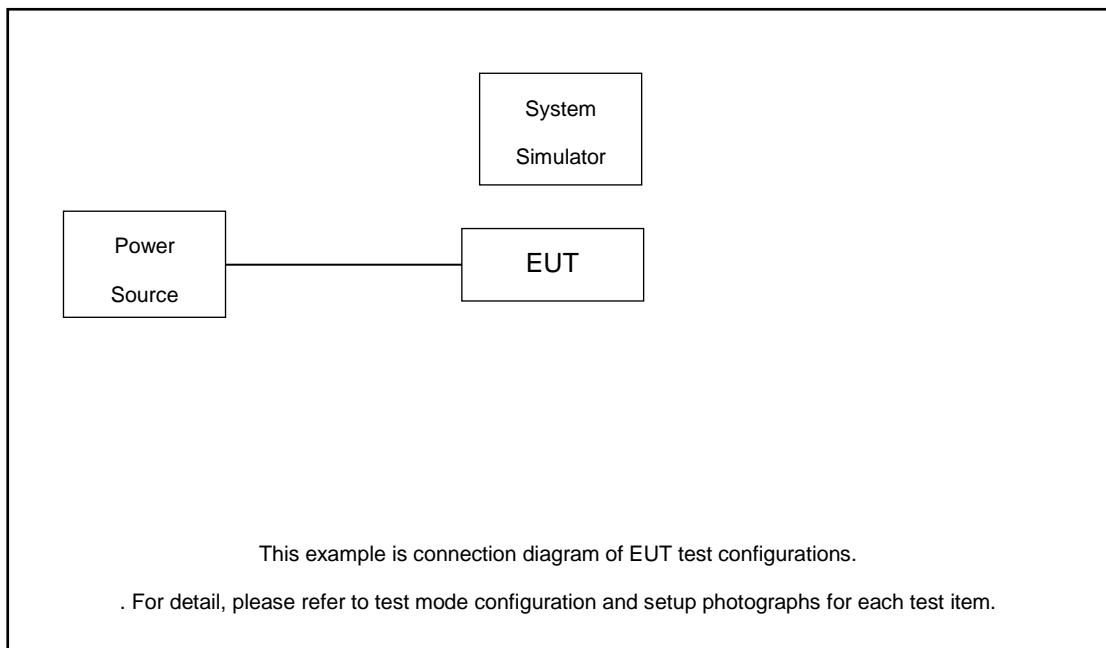 System
Simulator
Power
Source
EUT
This example is connection diagram of EUT test configurations.
. For detail, please refer to test mode configuration and setup photographs for each test item.